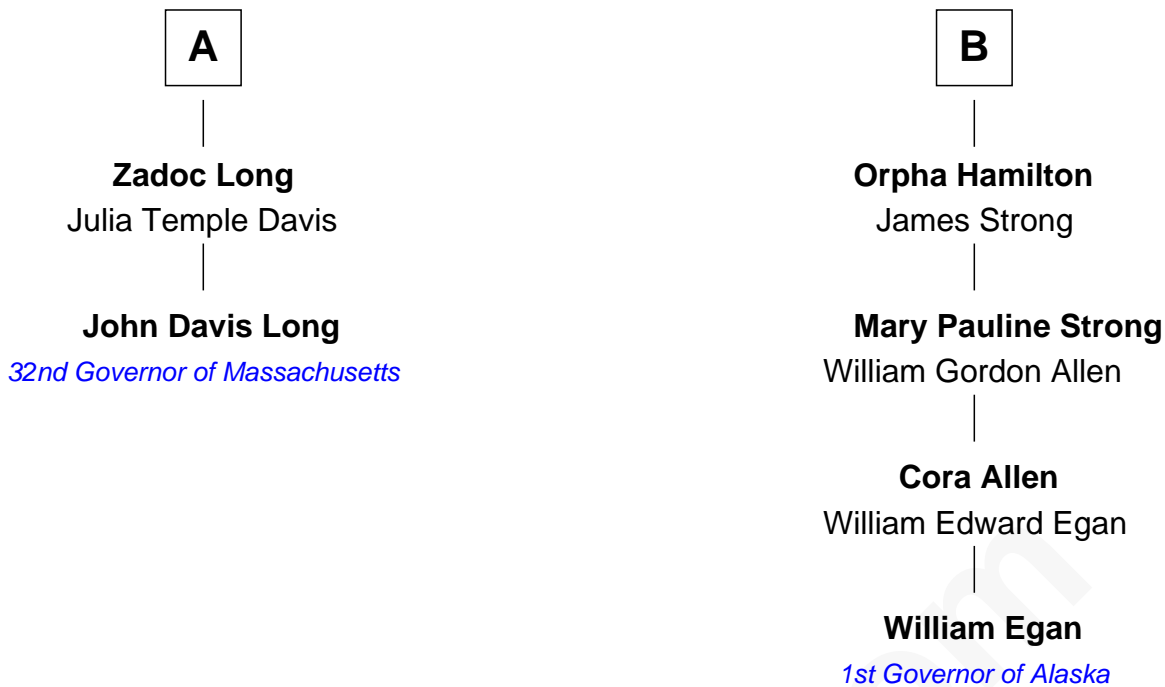 A
B
Zadoc Long
Julia Temple Davis
Orpha Hamilton
James Strong
John Davis Long
32nd Governor of Massachusetts
Mary Pauline Strong
William Gordon Allen
Cora Allen
William Edward Egan
William Egan
1st Governor of Alaska